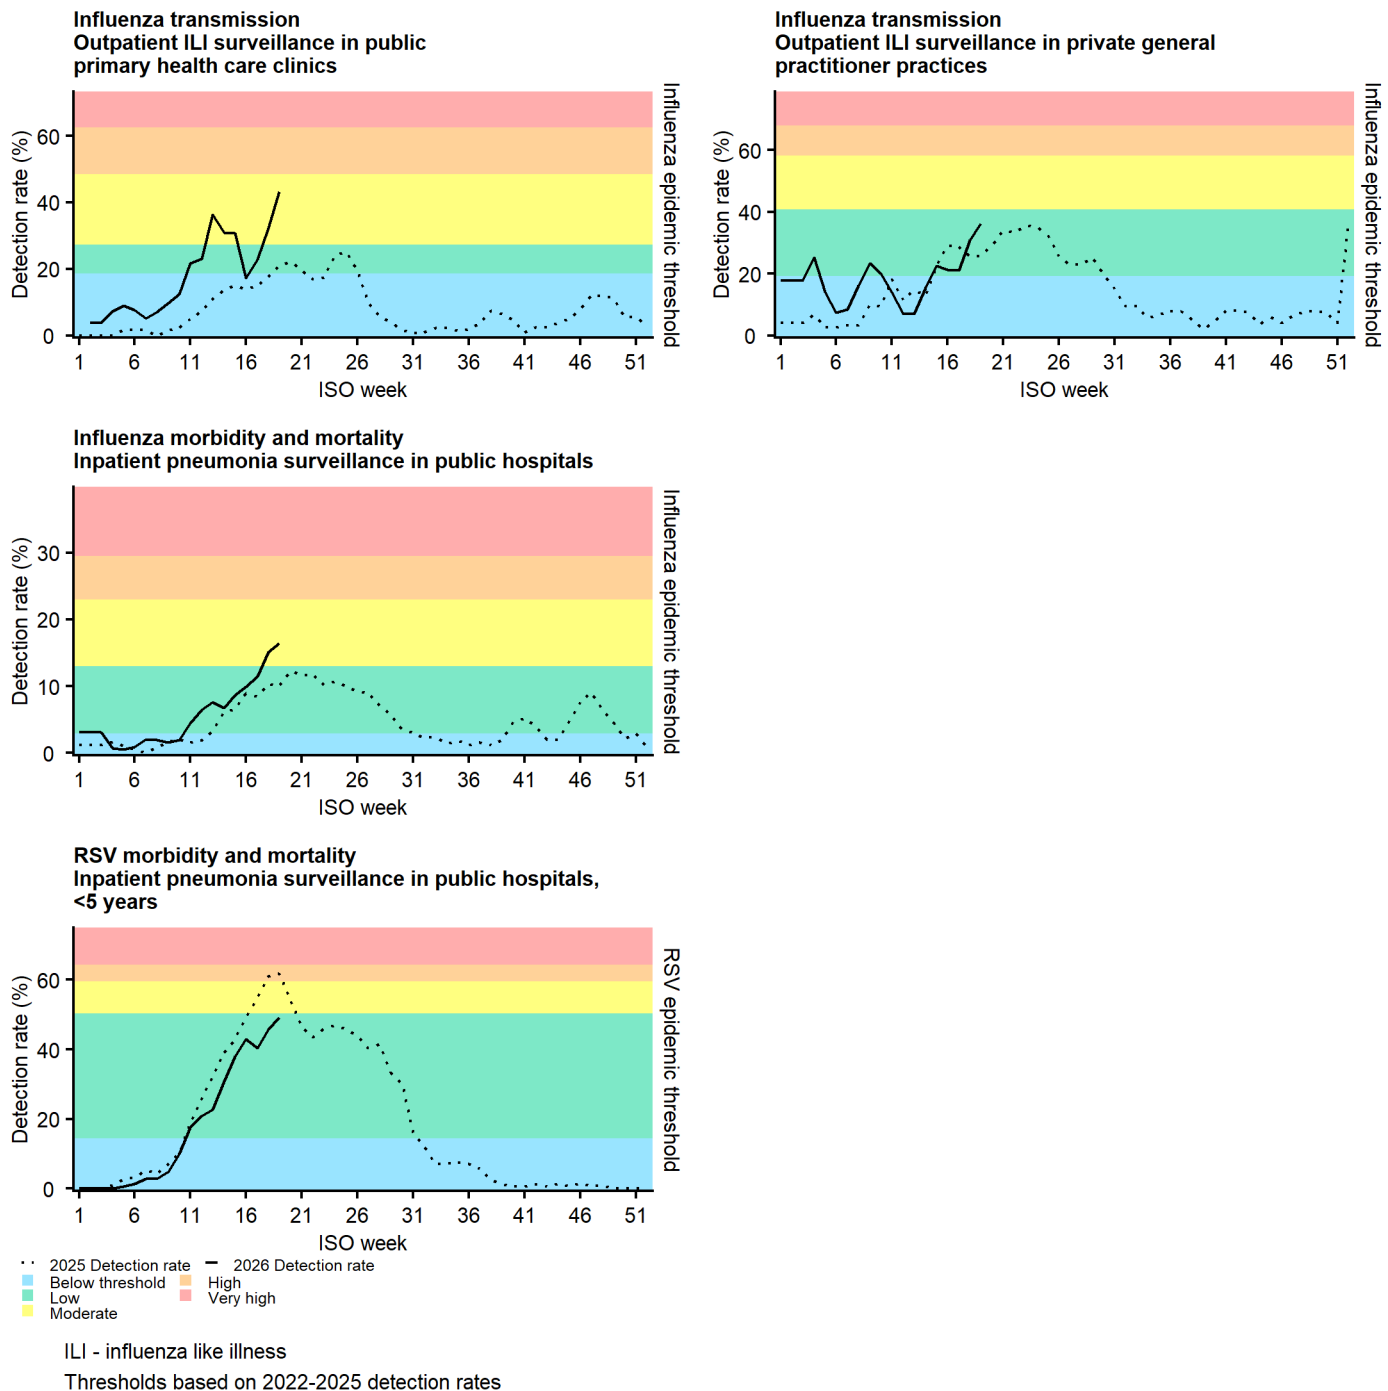 Influenza transmission
Outpatient ILI surveillance in public
primary health care clinics
Detection rate (%)
60
40
20
0
1 6 11 16 21 26 31 36 41 46 51
ISO week
Influenza epidemic threshold
Influenza transmission
Outpatient ILI surveillance in private general
practitioner practices
Detection rate (%)
60
40
20
0
1 6 11 16 21 26 31 36 41 46 51
ISO week
Influenza epidemic threshold
Influenza morbidity and mortality
Inpatient pneumonia surveillance in public hospitals
Detection rate (%)
30
20
10
0
1 6 11 16 21 26 31 36 41 46 51
ISO week
Influenza epidemic threshold
RSV morbidity and mortality
Inpatient pneumonia surveillance in public hospitals,
<5 years
Detection rate (%)
60
40
20
0
1 6 11 16 21 26 31 36 41 46 51
ISO week
RSV epidemic threshold
2025 Detection rate 2026 Detection rate
Below threshold High
Low Very high
Moderate
ILI - influenza like illness
Thresholds based on 2022-2025 detection rates